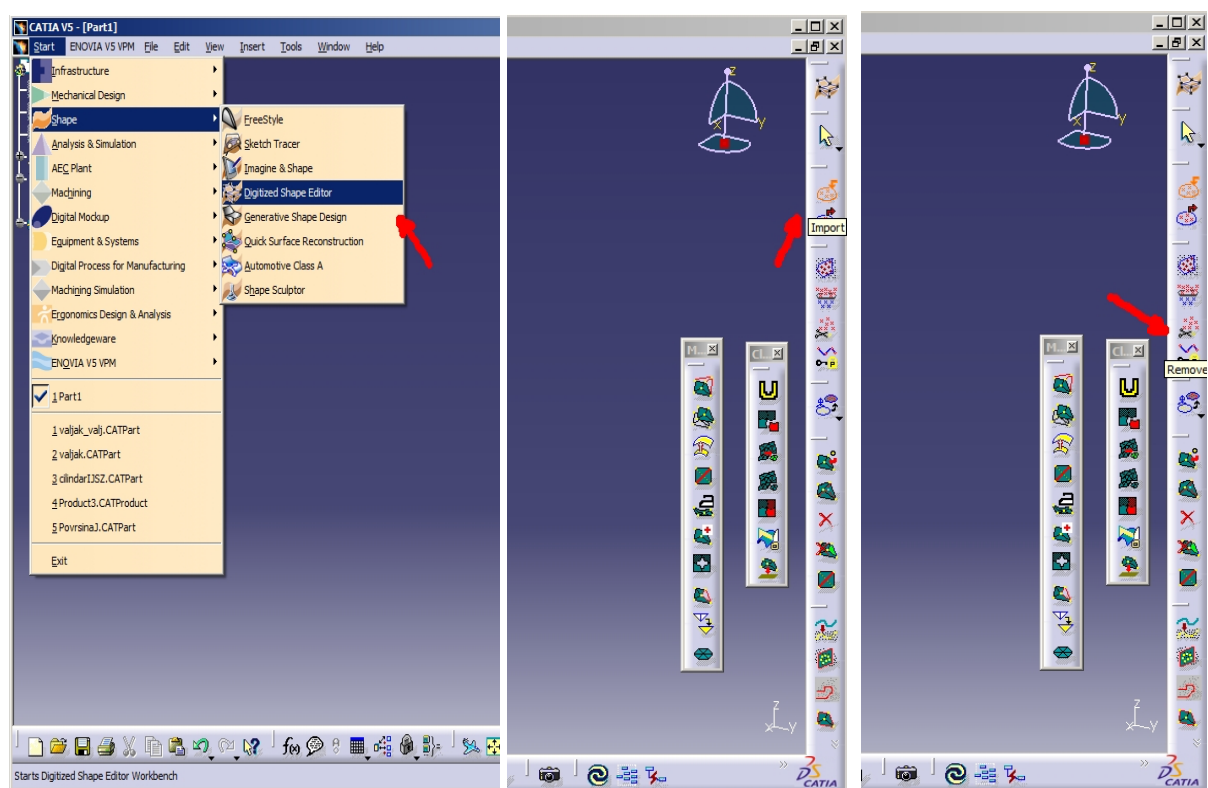 CATIA V5 - [Part1]
Start ENOVIA V5 VPM File Edit View Insert Tools Window Help
Infrastructure
Mechanical Design
Shape
Analysis & Simulation
AEC Plant
Machining
Digital Mockup
Equipment & Systems
Digital Process for Manufacturing
Machining Simulation
Ergonomics Design & Analysis
Knowledgeware
ENOVIA V5 VPM
1 Part1
1 valjak_valj.CATPart
2 valjak.CATPart
3 cilindarIJSZ.CATPart
4 Product3.CATProduct
5 PovrsinaJ.CATPart
Exit
FreeStyle
Sketch Tracer
Imagine & Shape
Digitized Shape Editor
Generative Shape Design
Quick Surface Reconstruction
Automotive Class A
Shape Sculptor
f(x)
Starts Digitized Shape Editor Workbench
z
x
y
Import
M...
Cl...
P
z
x
y
DS
CATIA
z
x
y
Remove
M...
Cl...
P
z
x
y
DS
CATIA